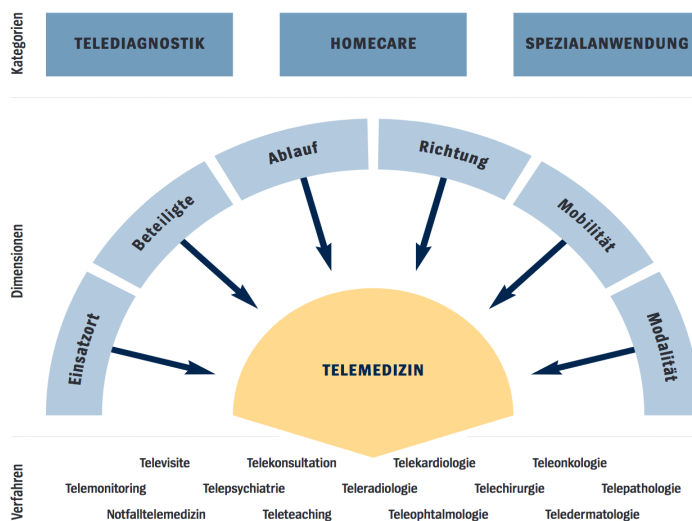 Kategorien
TELEDIAGNOSTIK
HOMECARE
SPEZIALANWENDUNG
Dimensionen
Einsatzort
Beteiligte
Ablauf
Richtung
Mobilität
Modalität
TELEMEDIZIN
Verfahren
Televisite Telekonsultation Telekardiologie Teleonkologie
Telemonitoring Telepsychiatrie Teleradiologie Telechirurgie Telepathologie
Notfalltelemedizin Teleteaching Teleophtalmologie Teledermatologie